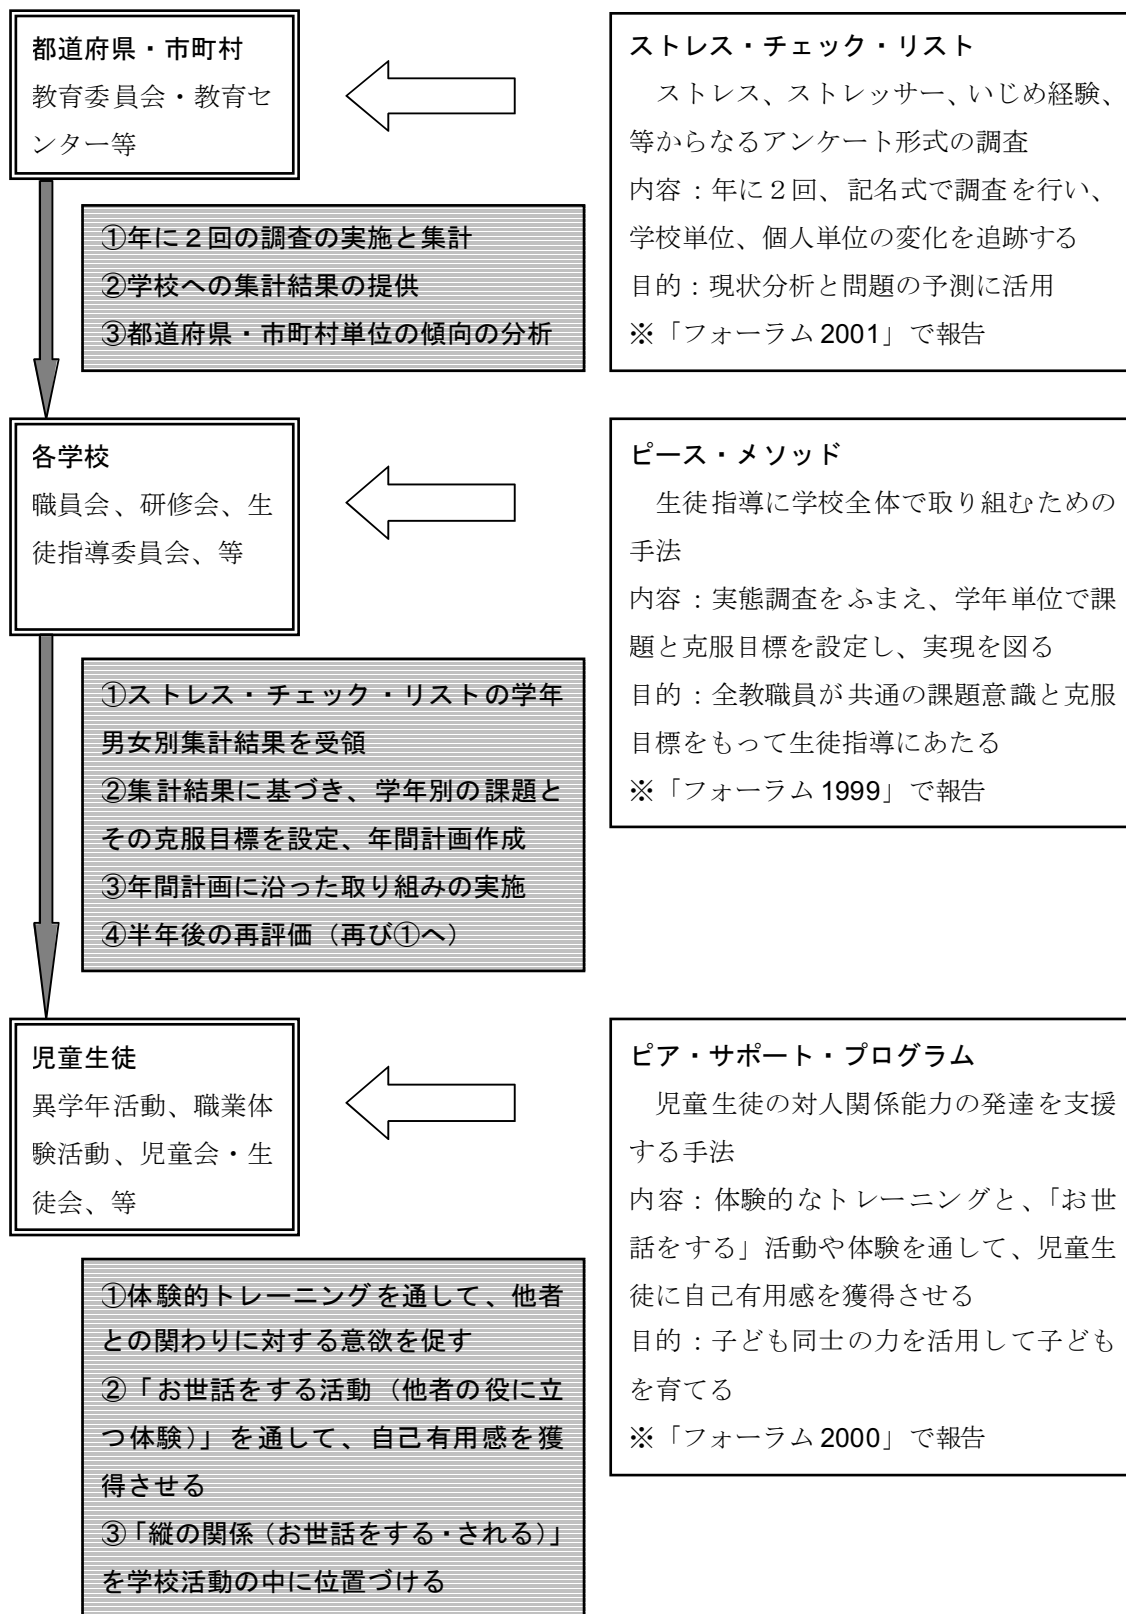 都道府県・市町村
教育委員会・教育セ
ンター等
ストレス・チェック・リスト
ストレス、ストレッサー、いじめ経験、
等からなるアンケート形式の調査
内容：年に２回、記名式で調査を行い、
学校単位、個人単位の変化を追跡する
目的：現状分析と問題の予測に活用
※「フォーラム 2001」で報告
①年に２回の調査の実施と集計
②学校への集計結果の提供
③都道府県・市町村単位の傾向の分析
各学校
職員会、研修会、生
徒指導委員会、等
ピース・メソッド
生徒指導に学校全体で取り組むための
手法
内容：実態調査をふまえ、学年単位で課
題と克服目標を設定し、実現を図る
目的：全教職員が共通の課題意識と克服
目標をもって生徒指導にあたる
※「フォーラム 1999」で報告
①ストレス・チェック・リストの学年
男女別集計結果を受領
②集計結果に基づき、学年別の課題と
その克服目標を設定、年間計画作成
③年間計画に沿った取り組みの実施
④半年後の再評価（再び①へ）
児童生徒
異学年活動、職業体
験活動、児童会・生
徒会、等
ピア・サポート・プログラム
児童生徒の対人関係能力の発達を支援
する手法
内容：体験的なトレーニングと、「お世
話をする」活動や体験を通して、児童生
徒に自己有用感を獲得させる
目的：子ども同士の力を活用して子ども
を育てる
※「フォーラム 2000」で報告
①体験的トレーニングを通して、他者
との関わりに対する意欲を促す
②「お世話をする活動（他者の役に立
つ体験）」を通して、自己有用感を獲
得させる
③「縦の関係（お世話をする・される）」
を学校活動の中に位置づける